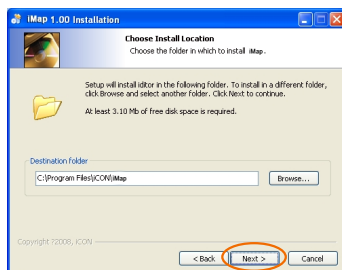 iMap 1.00 Installation
Choose Install Location
Choose the folder in which to install iMap.
Setup will install iditor in the following folder. To install in a different folder,
click Browse and select another folder. Click Next to continue.
At least 3.10 Mb of free disk space is required.
Destination folder
C:\Program Files\iCON\iMap
Browse...
Copyright ?2008, iCON
< Back
Next >
Cancel